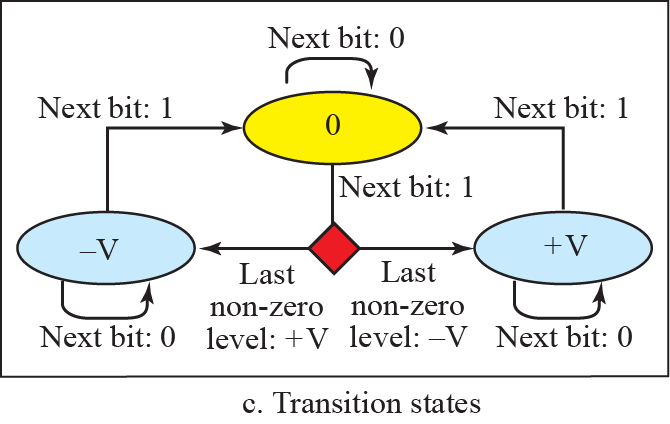 Next bit: 0
Next bit: 1
Next bit: 1
0
Next bit: 1
–V
+V
Last
non-zero
level: +V
Last
non-zero
level: –V
Next bit: 0
Next bit: 0
c. Transition states